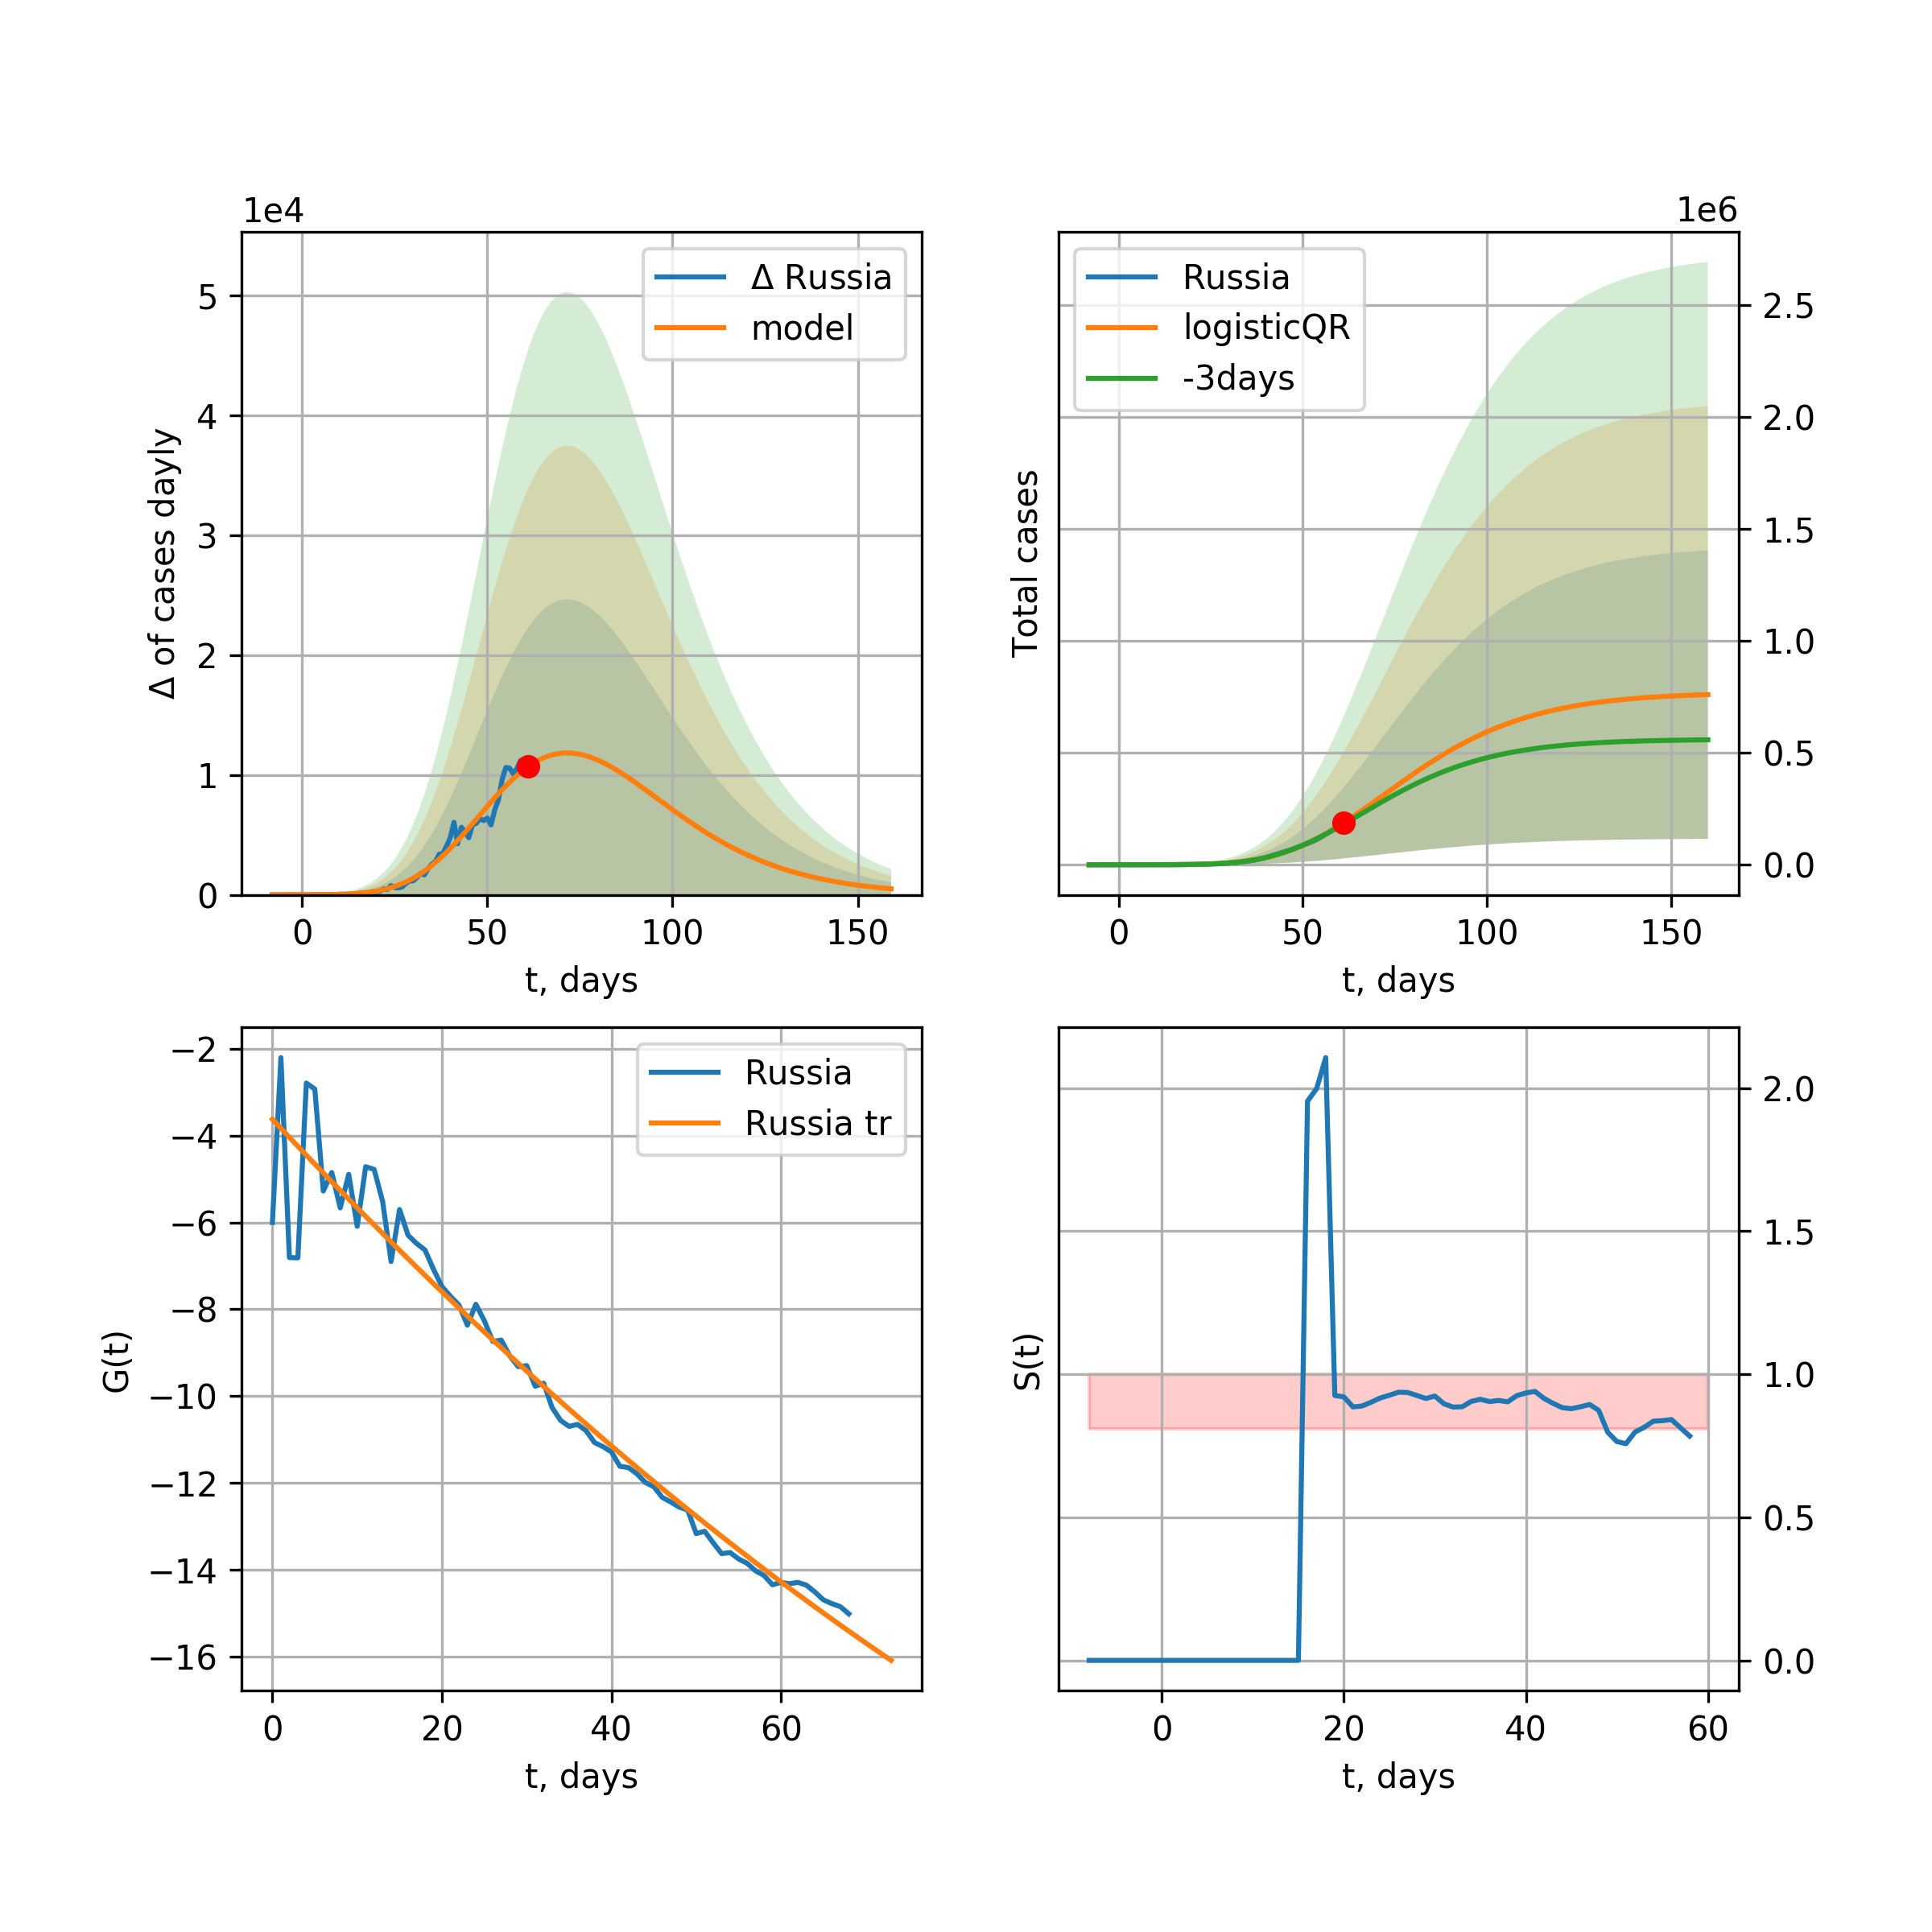 1e4
Δ of cases dayly
5
4
3
2
1
0
Δ Russia
model
0 50 100 150
t, days
1e6
Total cases
Russia
logisticQR
-3days
2.5
2.0
1.5
1.0
0.5
0.0
0 50 100 150
t, days
G(t)
−2
−4
−6
−8
−10
−12
−14
−16
Russia
Russia tr
0 20 40 60
t, days
S(t)
2.0
1.5
1.0
0.5
0.0
0 20 40 60
t, days